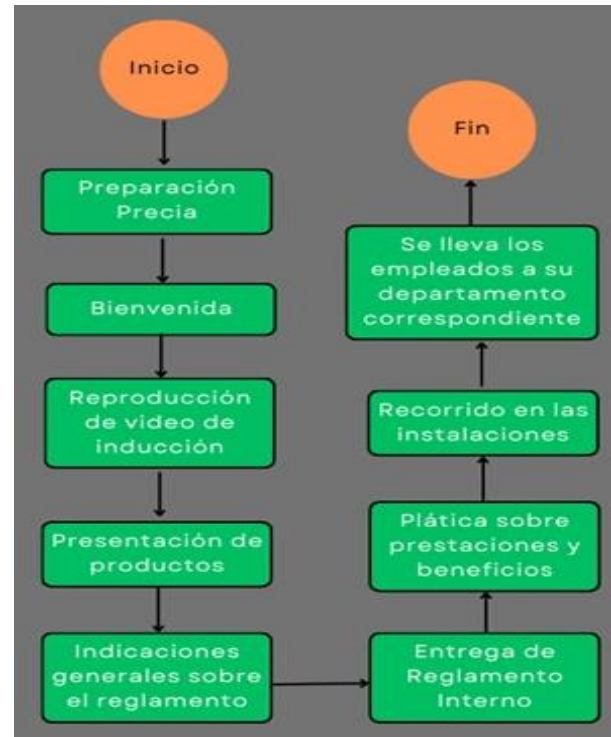 Inicio
Preparación
Precia
Bienvenida
Reproducción
de video de
inducción
Presentación de
productos
Indicaciones
generales sobre
el reglamento
Entrega de
Reglamento
Interno
Plática sobre
prestaciones y
beneficios
Recorrido en las
instalaciones
Se lleva los
empleados a su
departamento
correspondiente
Fin